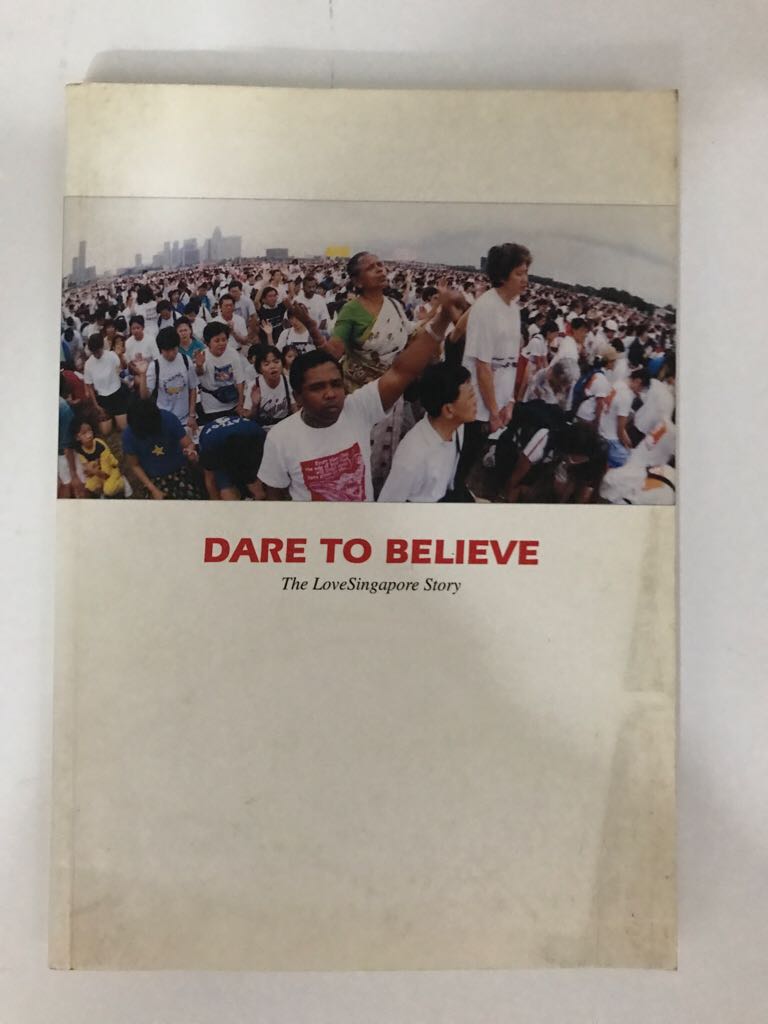 DARE TO BELIEVE
The LoveSingapore Story